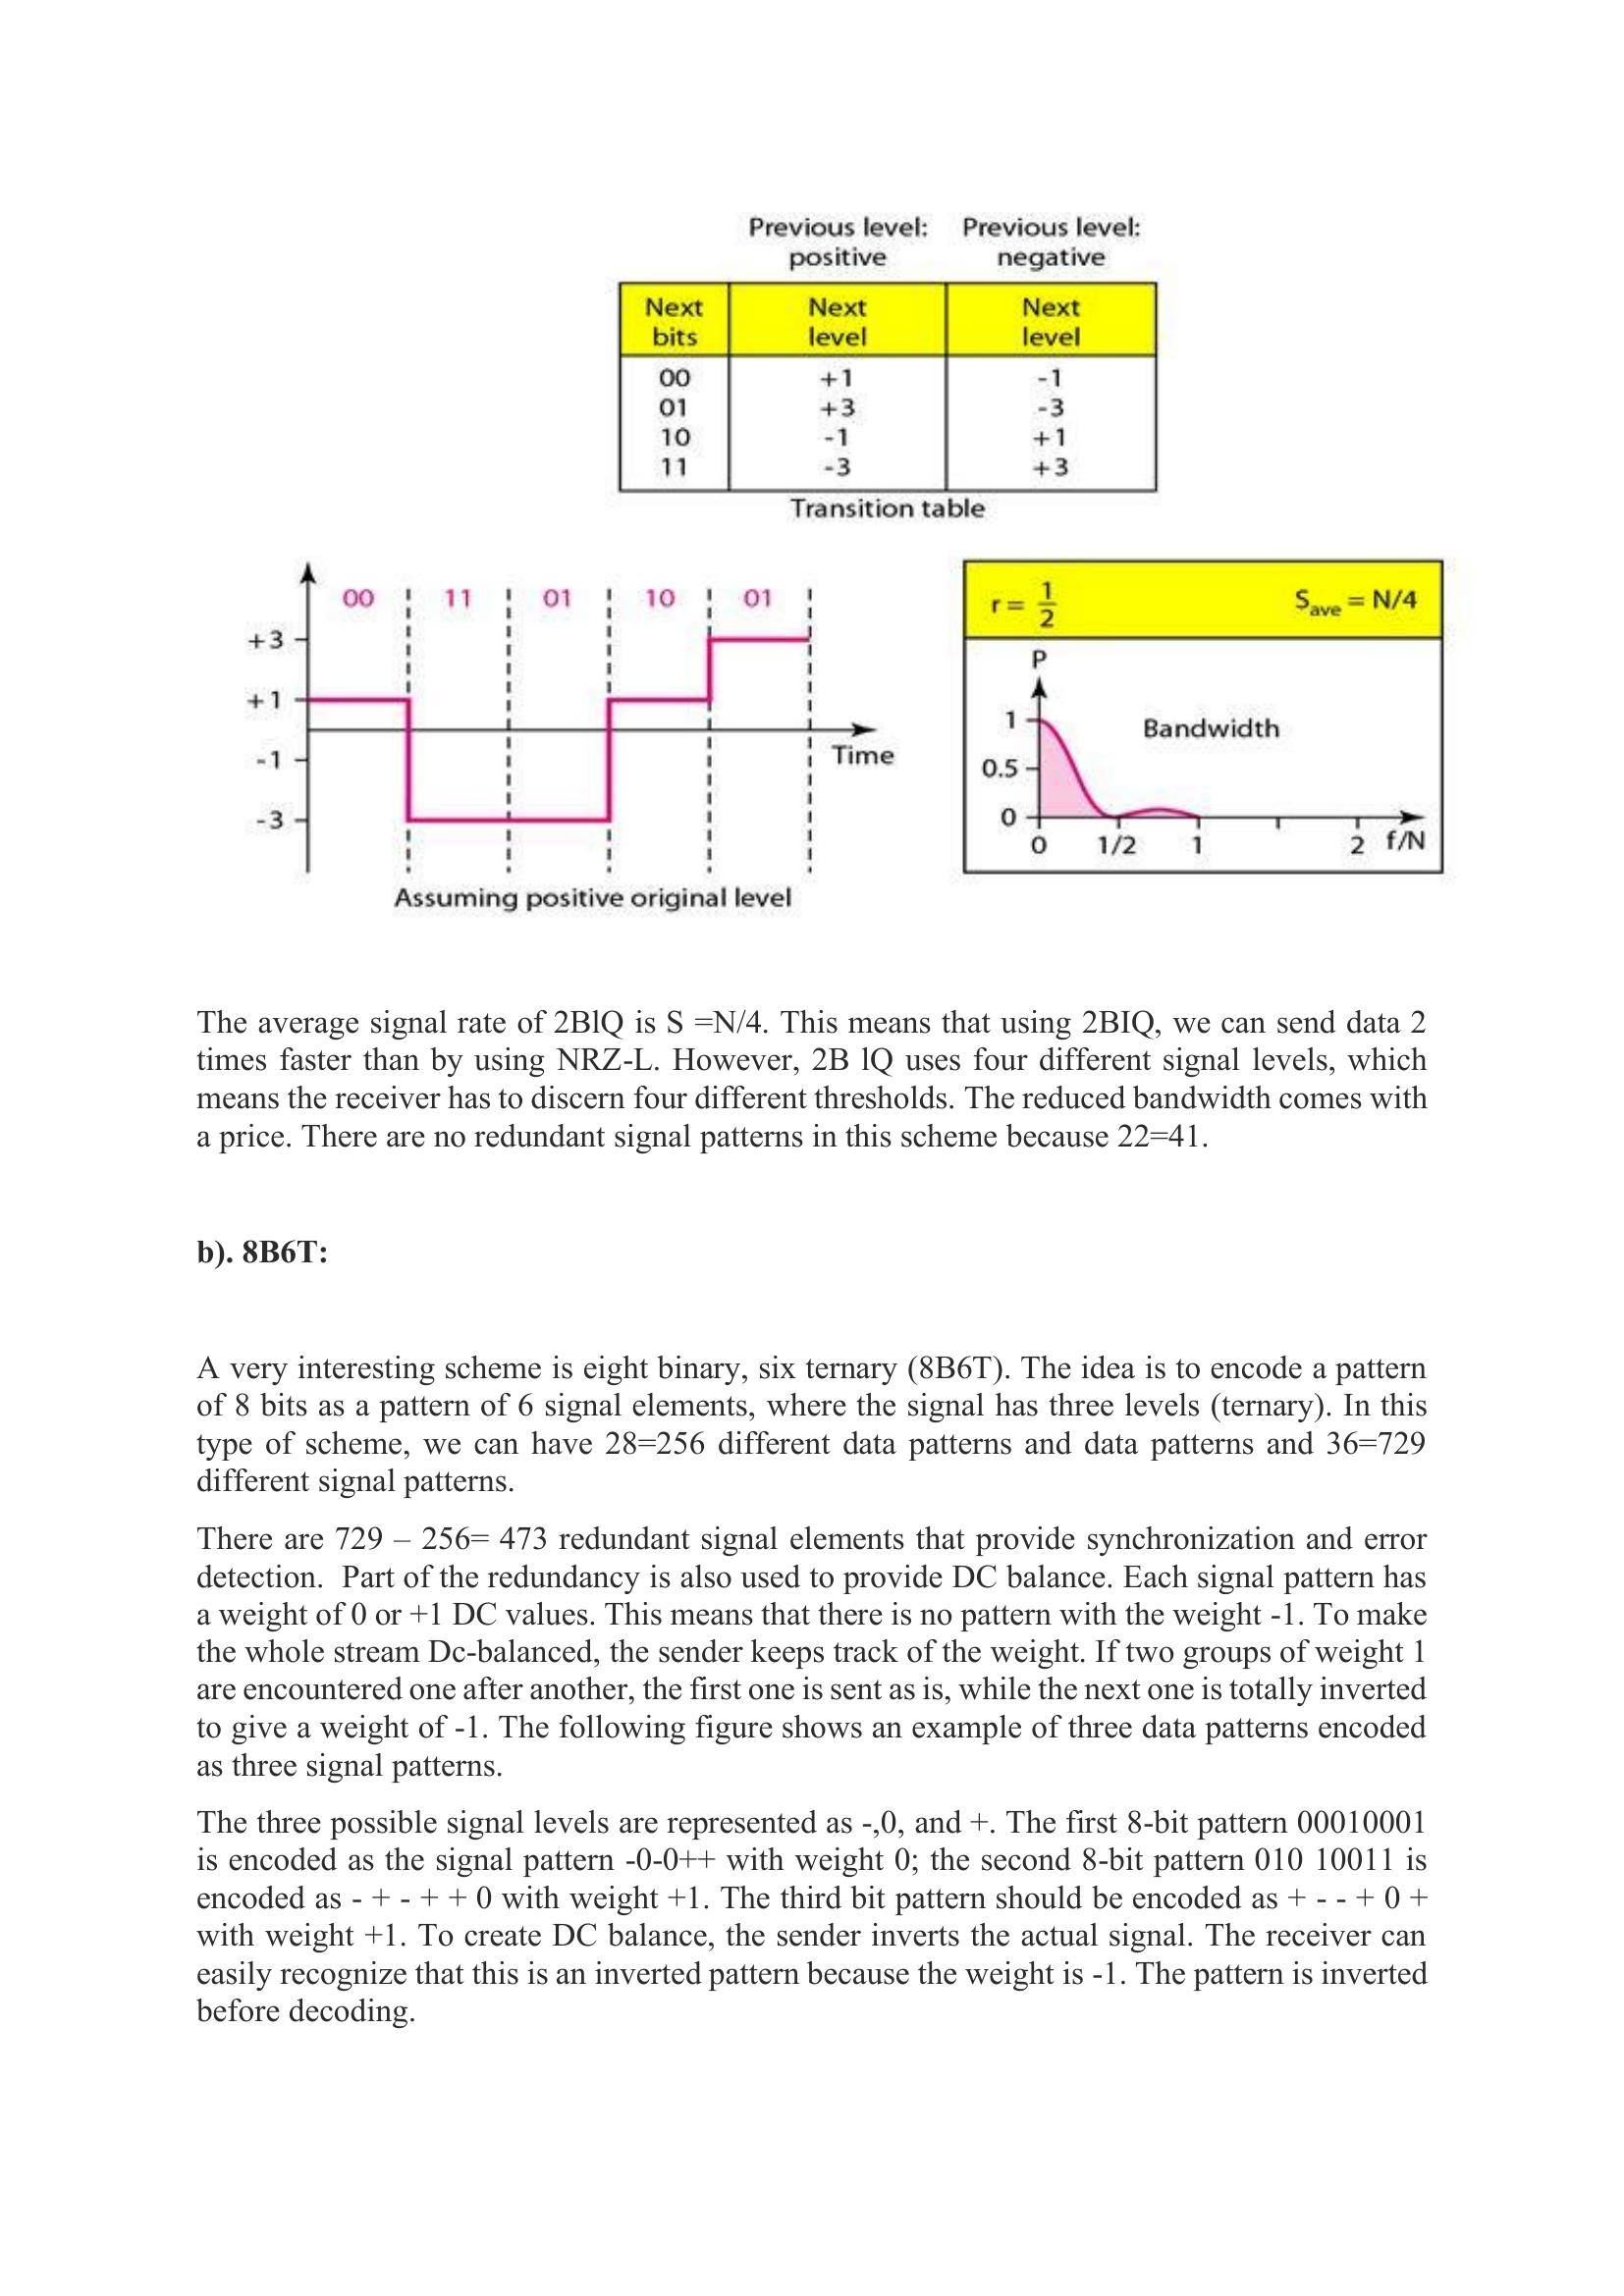 Previous level: positive
Previous level: negative
Next bits
Next level
Next level
00 +1 -1
01 +3 -3
10 -1 +1
11 -3 +3
Transition table
00 11 01 10 01
+3
+1
-1
-3
Time
Assuming positive original level
r = 1/2
Save = N/4
P
1
0.5
0
Bandwidth
0 1/2 1 2 f/N
The average signal rate of 2BlQ is S =N/4. This means that using 2BIQ, we can send data 2
times faster than by using NRZ-L. However, 2B lQ uses four different signal levels, which
means the receiver has to discern four different thresholds. The reduced bandwidth comes with
a price. There are no redundant signal patterns in this scheme because 22=41.
b). 8B6T:
A very interesting scheme is eight binary, six ternary (8B6T). The idea is to encode a pattern
of 8 bits as a pattern of 6 signal elements, where the signal has three levels (ternary). In this
type of scheme, we can have 28=256 different data patterns and data patterns and 36=729
different signal patterns.
There are 729 – 256= 473 redundant signal elements that provide synchronization and error
detection.  Part of the redundancy is also used to provide DC balance. Each signal pattern has
a weight of 0 or +1 DC values. This means that there is no pattern with the weight -1. To make
the whole stream Dc-balanced, the sender keeps track of the weight. If two groups of weight 1
are encountered one after another, the first one is sent as is, while the next one is totally inverted
to give a weight of -1. The following figure shows an example of three data patterns encoded
as three signal patterns.
The three possible signal levels are represented as -,0, and +. The first 8-bit pattern 00010001
is encoded as the signal pattern -0-0++ with weight 0; the second 8-bit pattern 010 10011 is
encoded as - + - + + 0 with weight +1. The third bit pattern should be encoded as + - - + 0 +
with weight +1. To create DC balance, the sender inverts the actual signal. The receiver can
easily recognize that this is an inverted pattern because the weight is -1. The pattern is inverted
before decoding.